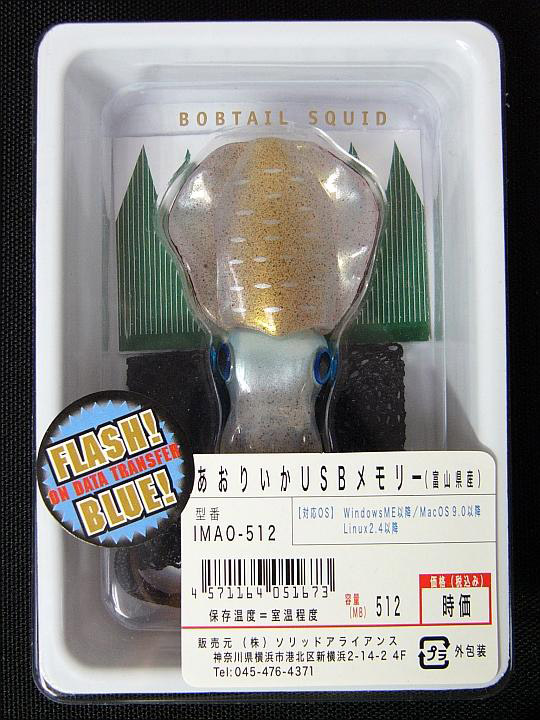 BOBTAIL SQUID
FLASH!
ON DATA TRANSFER
BLUE!
あおりいかUSBメモリー(富山県産)
型番
IMAO-512
【対応OS】 WindowsME以降/MacOS9.0以降
Linux2.4以降
4 571164 051673
保存温度=室温程度
容量
(MB) 512
価格(税込み)
時価
販売元 (株)ソリッドアライアンス
神奈川県横浜市港北区新横浜2-14-2 4F
Tel:045-476-4371
プラ 外包装